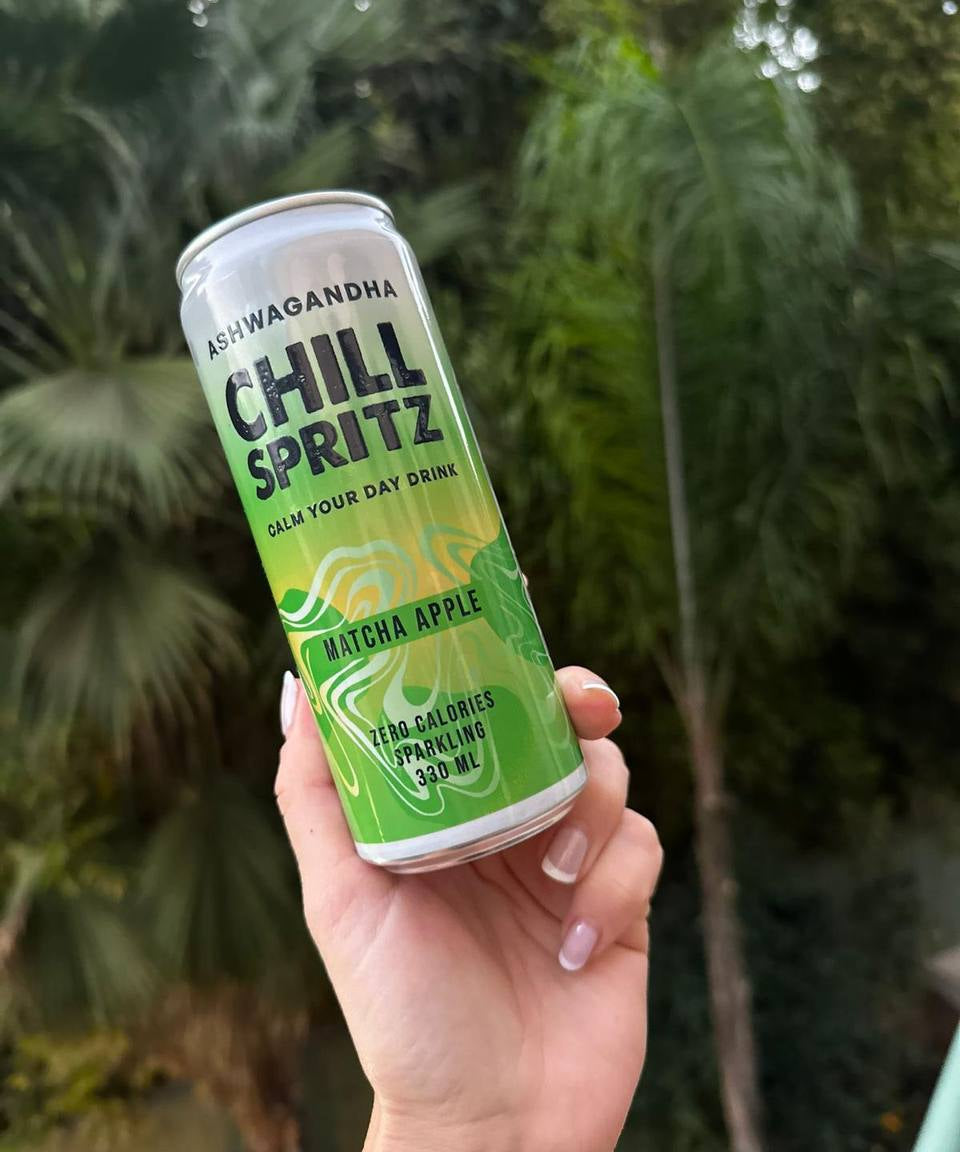 ASHWAGANDHA
CHILL
SPRITZ
CALM YOUR DAY DRINK
MATCHA APPLE
ZERO CALORIES
SPARKLING
330 ML